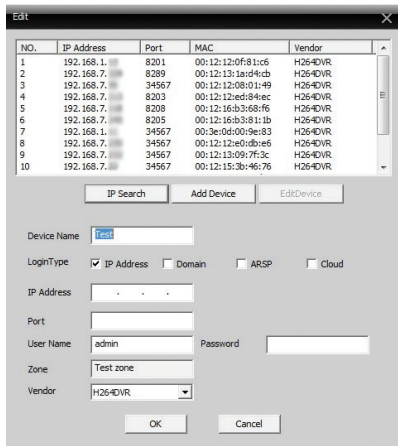 Edit
NO. IP Address Port MAC Vendor
1 192.168.1. 8201 00:12:12:0f:81:c6 H264DVR
2 192.168.7. 8289 00:12:13:1a:d4:cb H264DVR
3 192.168.7. 34567 00:12:12:08:01:49 H264DVR
4 192.168.7. 8203 00:12:12:ed:84:ec H264DVR
5 192.168.7. 8208 00:12:16:b3:68:f6 H264DVR
6 192.168.7. 8205 00:12:16:b3:81:1b H264DVR
7 192.168.1. 34567 00:3e:0d:00:9e:83 H264DVR
8 192.168.7. 34567 00:12:12:e0:db:e6 H264DVR
9 192.168.7. 34567 00:12:13:09:7f:3c H264DVR
10 192.168.7. 34567 00:12:15:3b:46:76 H264DVR
IP Search Add Device EditDevice
Device Name Test
LoginType IP Address Domain ARSP Cloud
IP Address . . .
Port
User Name admin Password
Zone Test zone
Vendor H264DVR
OK Cancel